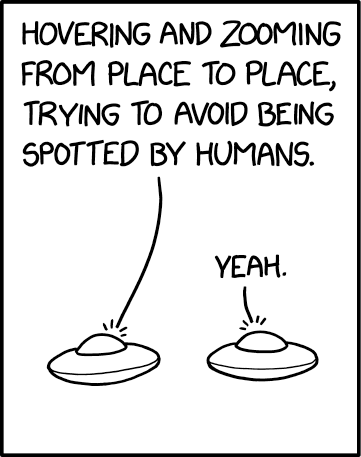 HOVERING AND ZOOMING
FROM PLACE TO PLACE,
TRYING TO AVOID BEING
SPOTTED BY HUMANS.
YEAH.